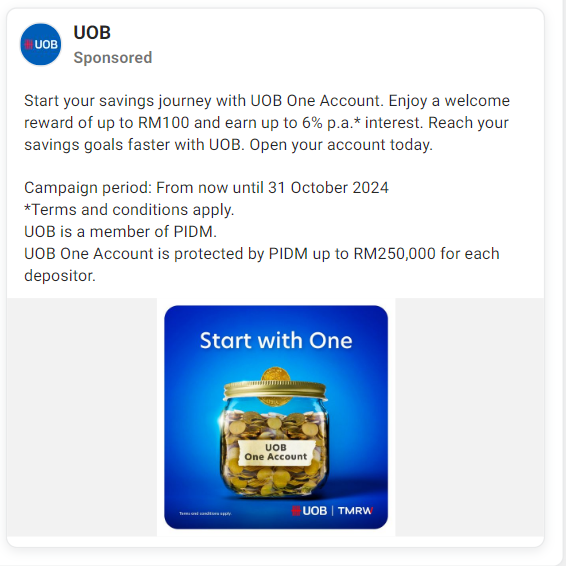 UOB
UOB
Sponsored
Start your savings journey with UOB One Account. Enjoy a welcome
reward of up to RM100 and earn up to 6% p.a.* interest. Reach your
savings goals faster with UOB. Open your account today.
Campaign period: From now until 31 October 2024
*Terms and conditions apply.
UOB is a member of PIDM.
UOB One Account is protected by PIDM up to RM250,000 for each
depositor.
Start with One
UOB
One Account
Terms and conditions apply.
UOB | TMRW